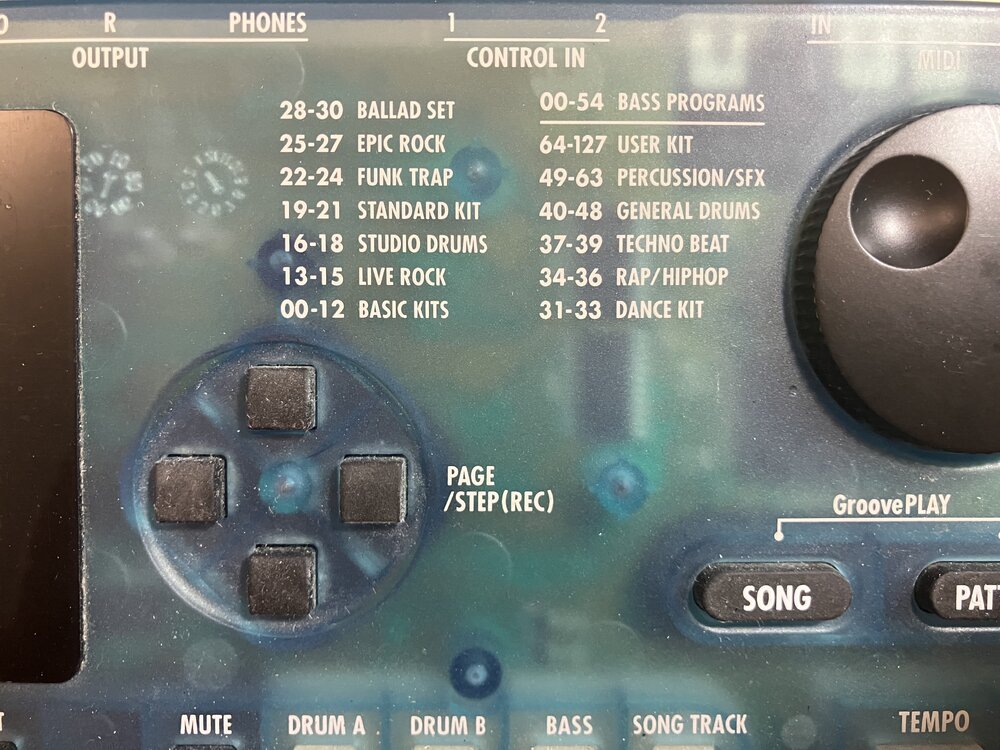 R PHONES 1 2 IN
OUTPUT CONTROL IN MIDI
28-30 BALLAD SET
25-27 EPIC ROCK
22-24 FUNK TRAP
19-21 STANDARD KIT
16-18 STUDIO DRUMS
13-15 LIVE ROCK
00-12 BASIC KITS
00-54 BASS PROGRAMS
64-127 USER KIT
49-63 PERCUSSION/SFX
40-48 GENERAL DRUMS
37-39 TECHNO BEAT
34-36 RAP/HIPHOP
31-33 DANCE KIT
PAGE
/STEP(REC)
GroovePLAY
SONG PATT
MUTE DRUM A DRUM B BASS SONG TRACK TEMPO